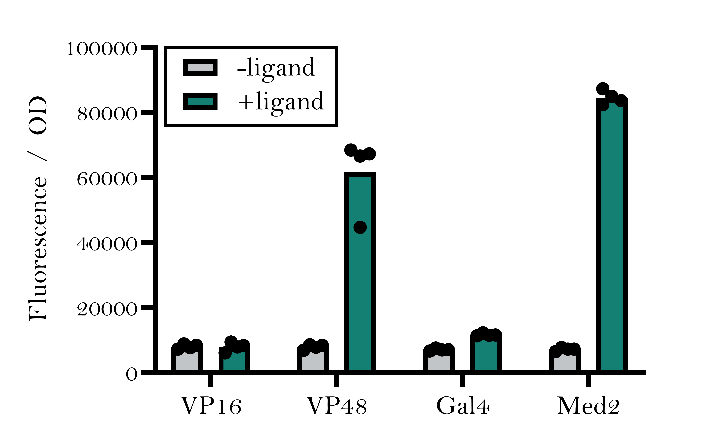 100000
80000
60000
40000
20000
0
Fluorescence / OD
-ligand
+ligand
VP16 VP48 Gal4 Med2